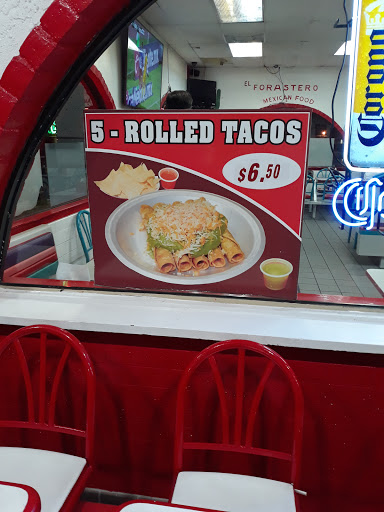 EL FORASTERO
MEXICAN FOOD
5 - ROLLED TACOS
$6.50
Corona